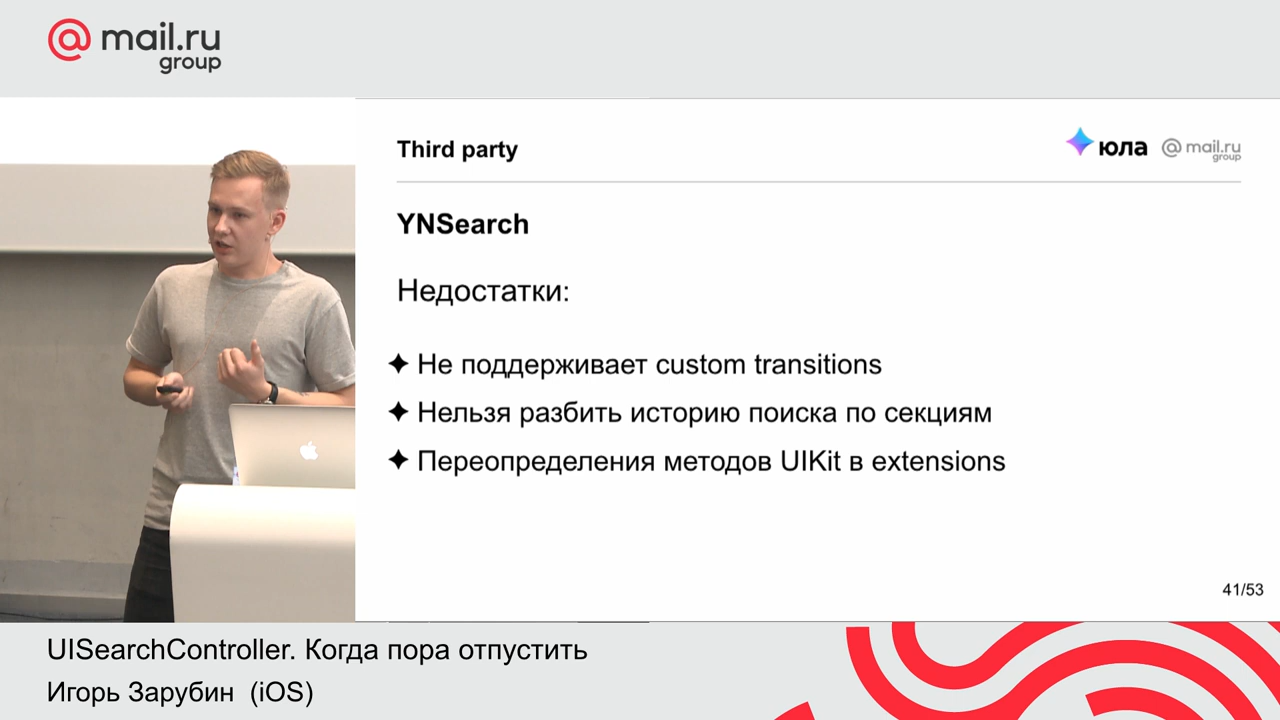 @mail.ru
group
Third party
юла @mail.ru
group
YNSearch
Недостатки:
✦ Не поддерживает custom transitions
✦ Нельзя разбить историю поиска по секциям
✦ Переопределения методов UIKit в extensions
41/53
UISearchController. Когда пора отпустить
Игорь Зарубин (iOS)